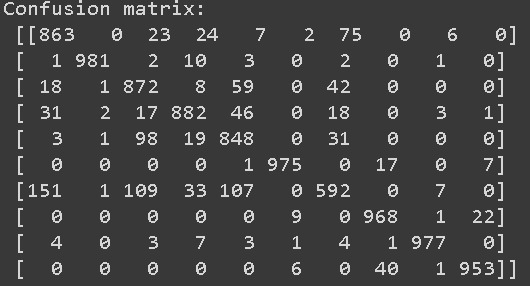 Confusion matrix:
[[863 0 23 24 7 2 75 0 6 0]
[ 1 981 2 10 3 0 2 0 1 0]
[ 18 1 872 8 59 0 42 0 0 0]
[ 31 2 17 882 46 0 18 0 3 1]
[ 3 1 98 19 848 0 31 0 0 0]
[ 0 0 0 0 1 975 0 17 0 7]
[151 1 109 33 107 0 592 0 7 0]
[ 0 0 0 0 0 9 0 968 1 22]
[ 4 0 3 7 3 1 4 1 977 0]
[ 0 0 0 0 0 6 0 40 1 953]]